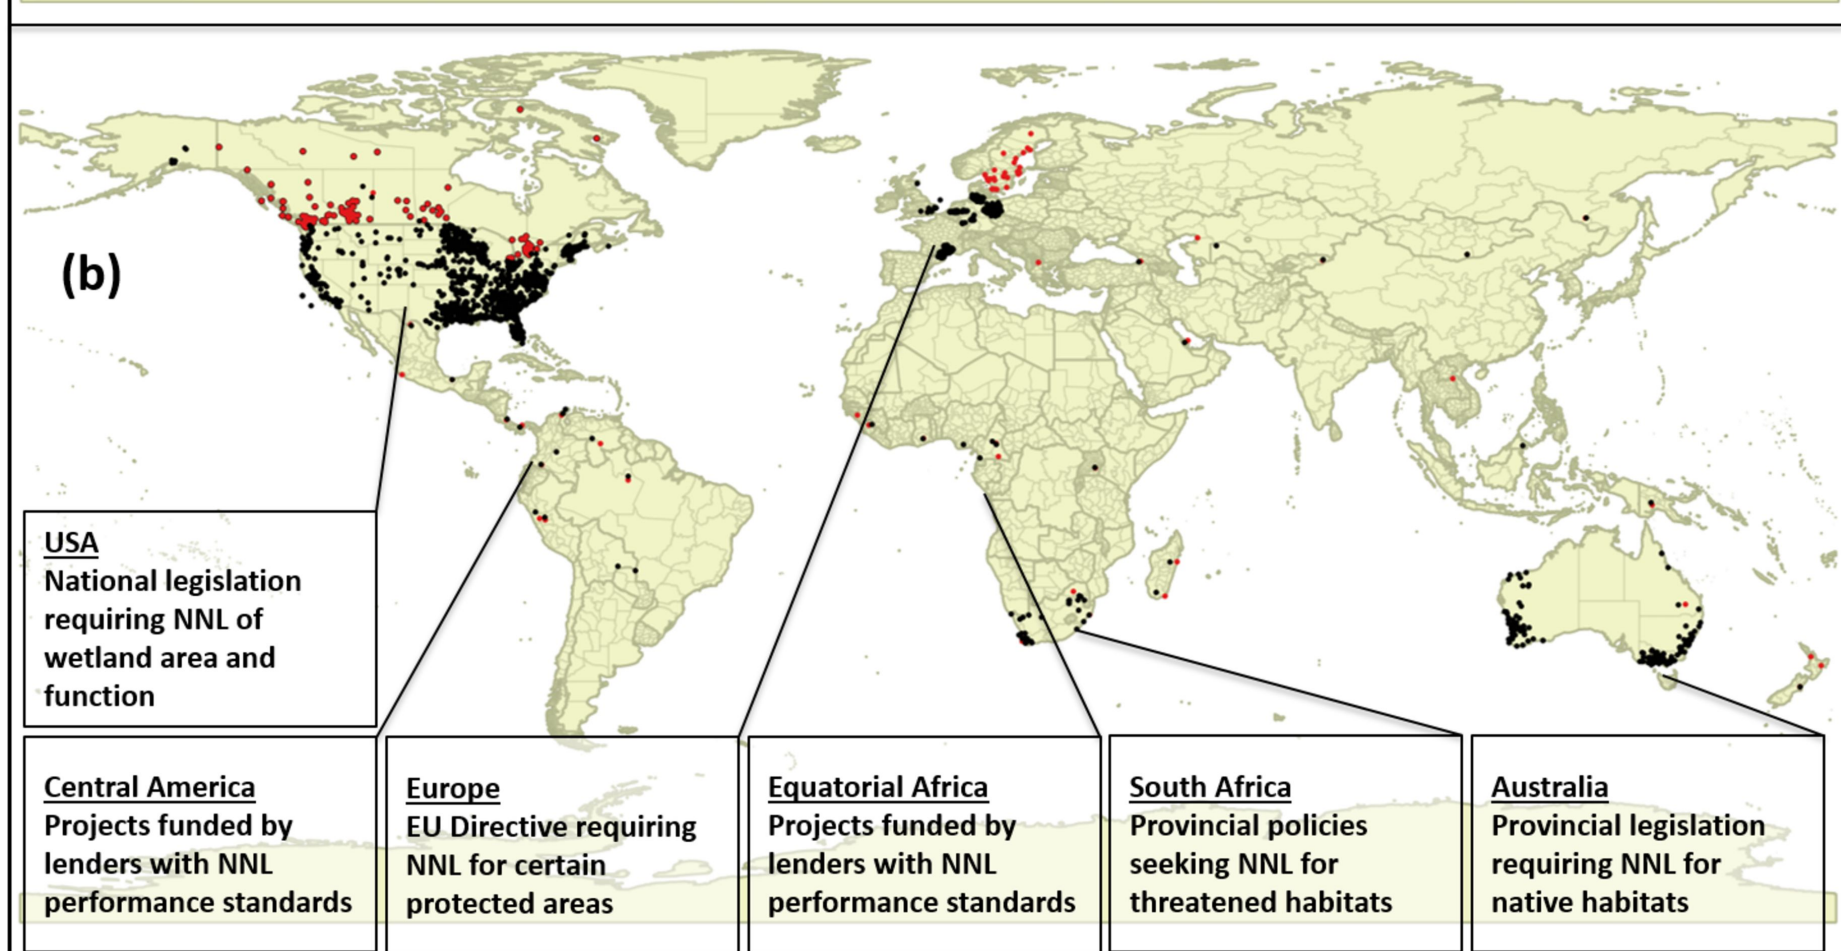 (b)
USA
National legislation
requiring NNL of
wetland area and
function
Central America
Projects funded by
lenders with NNL
performance standards
Europe
EU Directive requiring
NNL for certain
protected areas
Equatorial Africa
Projects funded by
lenders with NNL
performance standards
South Africa
Provincial policies
seeking NNL for
threatened habitats
Australia
Provincial legislation
requiring NNL for
native habitats